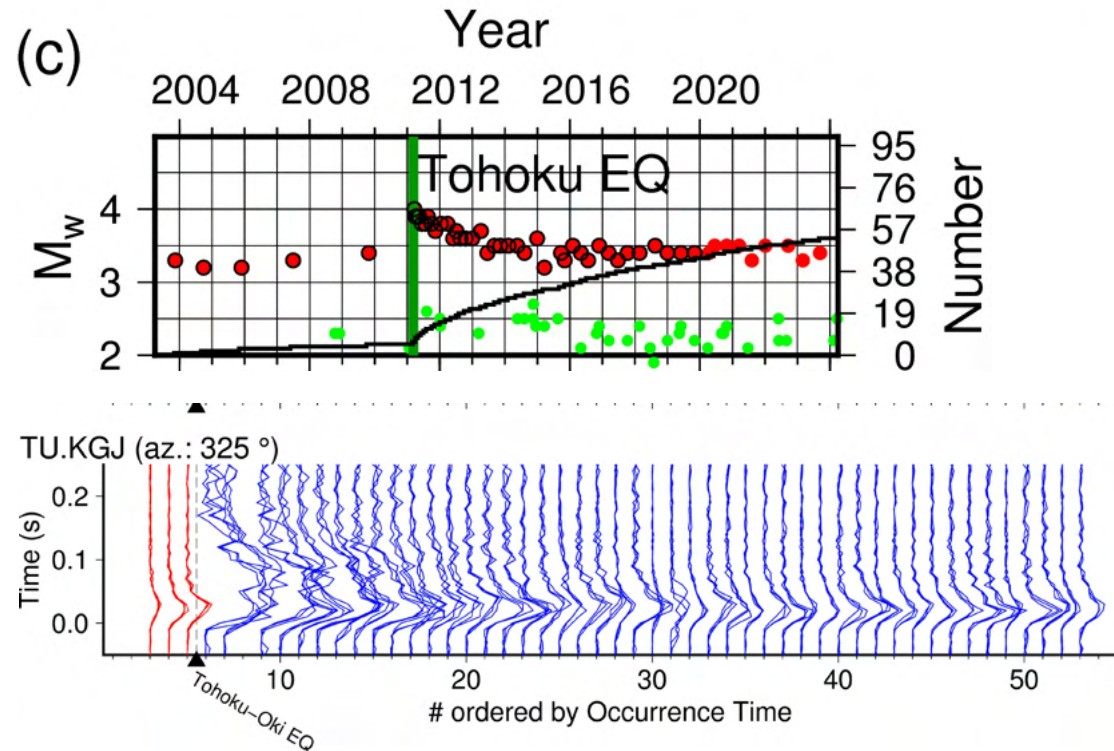 (c)
Year
2004 2008 2012 2016 2020
Tohoku EQ
Mw
4
3
2
95
76
57
38
19
0
Number
TU.KGJ (az.: 325 °)
Time (s)
0.2
0.1
0.0
10 20 30 40 50
Tohoku-Oki EQ
# ordered by Occurrence Time